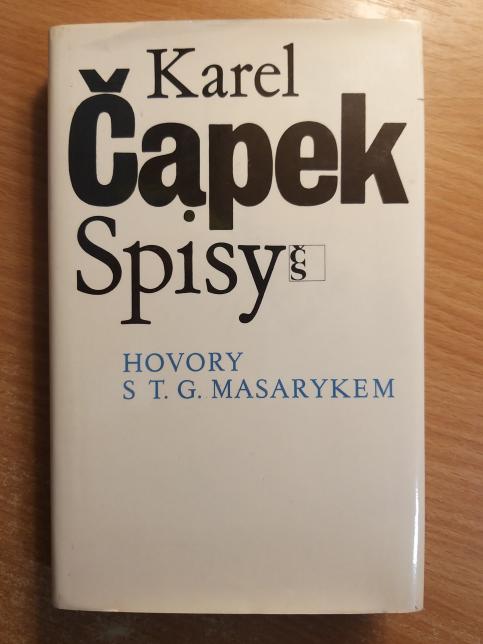 Karel
Čapek
Spisy
ČS
HOVORY
S T. G. MASARYKEM